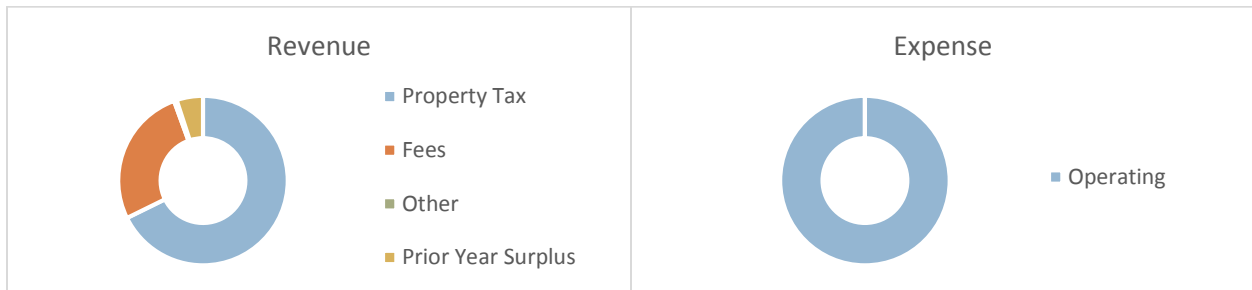 Revenue
Property Tax
Fees
Other
Prior Year Surplus
Expense
Operating